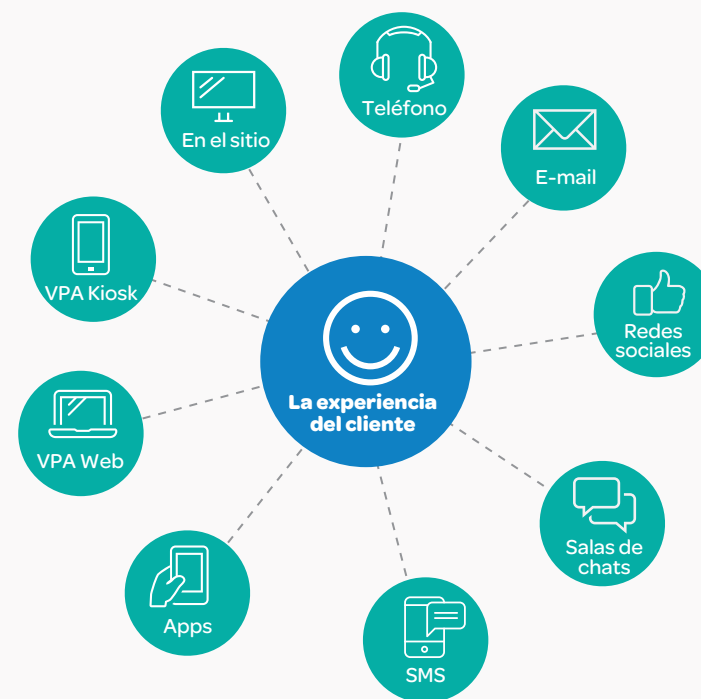 Teléfono
En el sitio
E-mail
VPA Kiosk
Redes
sociales
La experiencia
del cliente
VPA Web
Salas de
chats
Apps
SMS